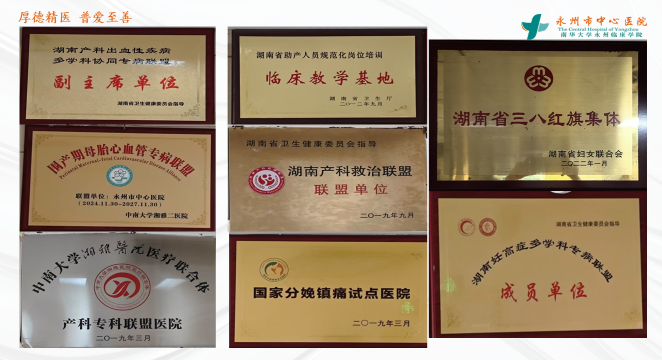 厚德精医 普爱至善
永州市中心医院
The Central Hospital of Yongzhou
南华大学永州临床学院
湖南产科出血性疾病
多学科协同专病联盟
副主席单位
湖南省卫生健康委员会指导
湖南省助产人员规范化岗位培训
临床教学基地
湖南省卫生厅
二〇一二年九月
湖南省三八红旗集体
湖南省妇女联合会
二〇二二年一月
国产期母胎心血管专病联盟
Perinatal Maternal-Fetal Cardiovascular Disease Alliance
联盟单位：永州市中心医院
（2024.11.30-2027.11.30）
中南大学湘雅二医院
湖南省卫生健康委员会指导
湖南产科救治联盟
联盟单位
二〇一九年九月
湖南省卫生健康委员会指导
湖南妊高症多学科专病联盟
成员单位
中南大学湘雅医院医疗联合体
产科专科联盟医院
二〇一九年三月
国家分娩镇痛试点医院
二〇一九年三月